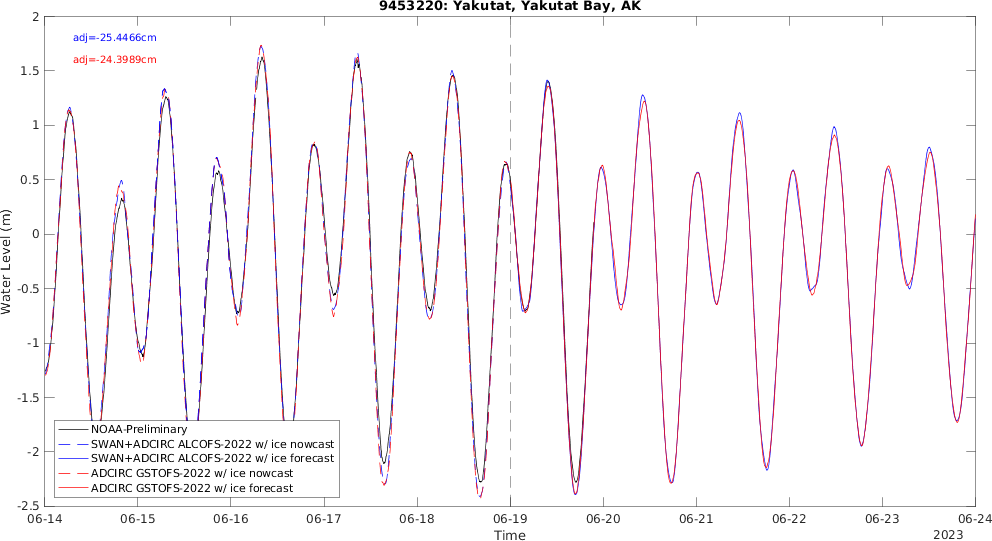 9453220: Yakutat, Yakutat Bay, AK
adj=-25.4466cm
adj=-24.3989cm
Water Level (m)
2
1.5
1
0.5
0
-0.5
-1
-1.5
-2
-2.5
NOAA-Preliminary
SWAN+ADCIRC ALCOFS-2022 w/ ice nowcast
SWAN+ADCIRC ALCOFS-2022 w/ ice forecast
ADCIRC GSTOFS-2022 w/ ice nowcast
ADCIRC GSTOFS-2022 w/ ice forecast
06-14 06-15 06-16 06-17 06-18 06-19 06-20 06-21 06-22 06-23 06-24
Time
2023